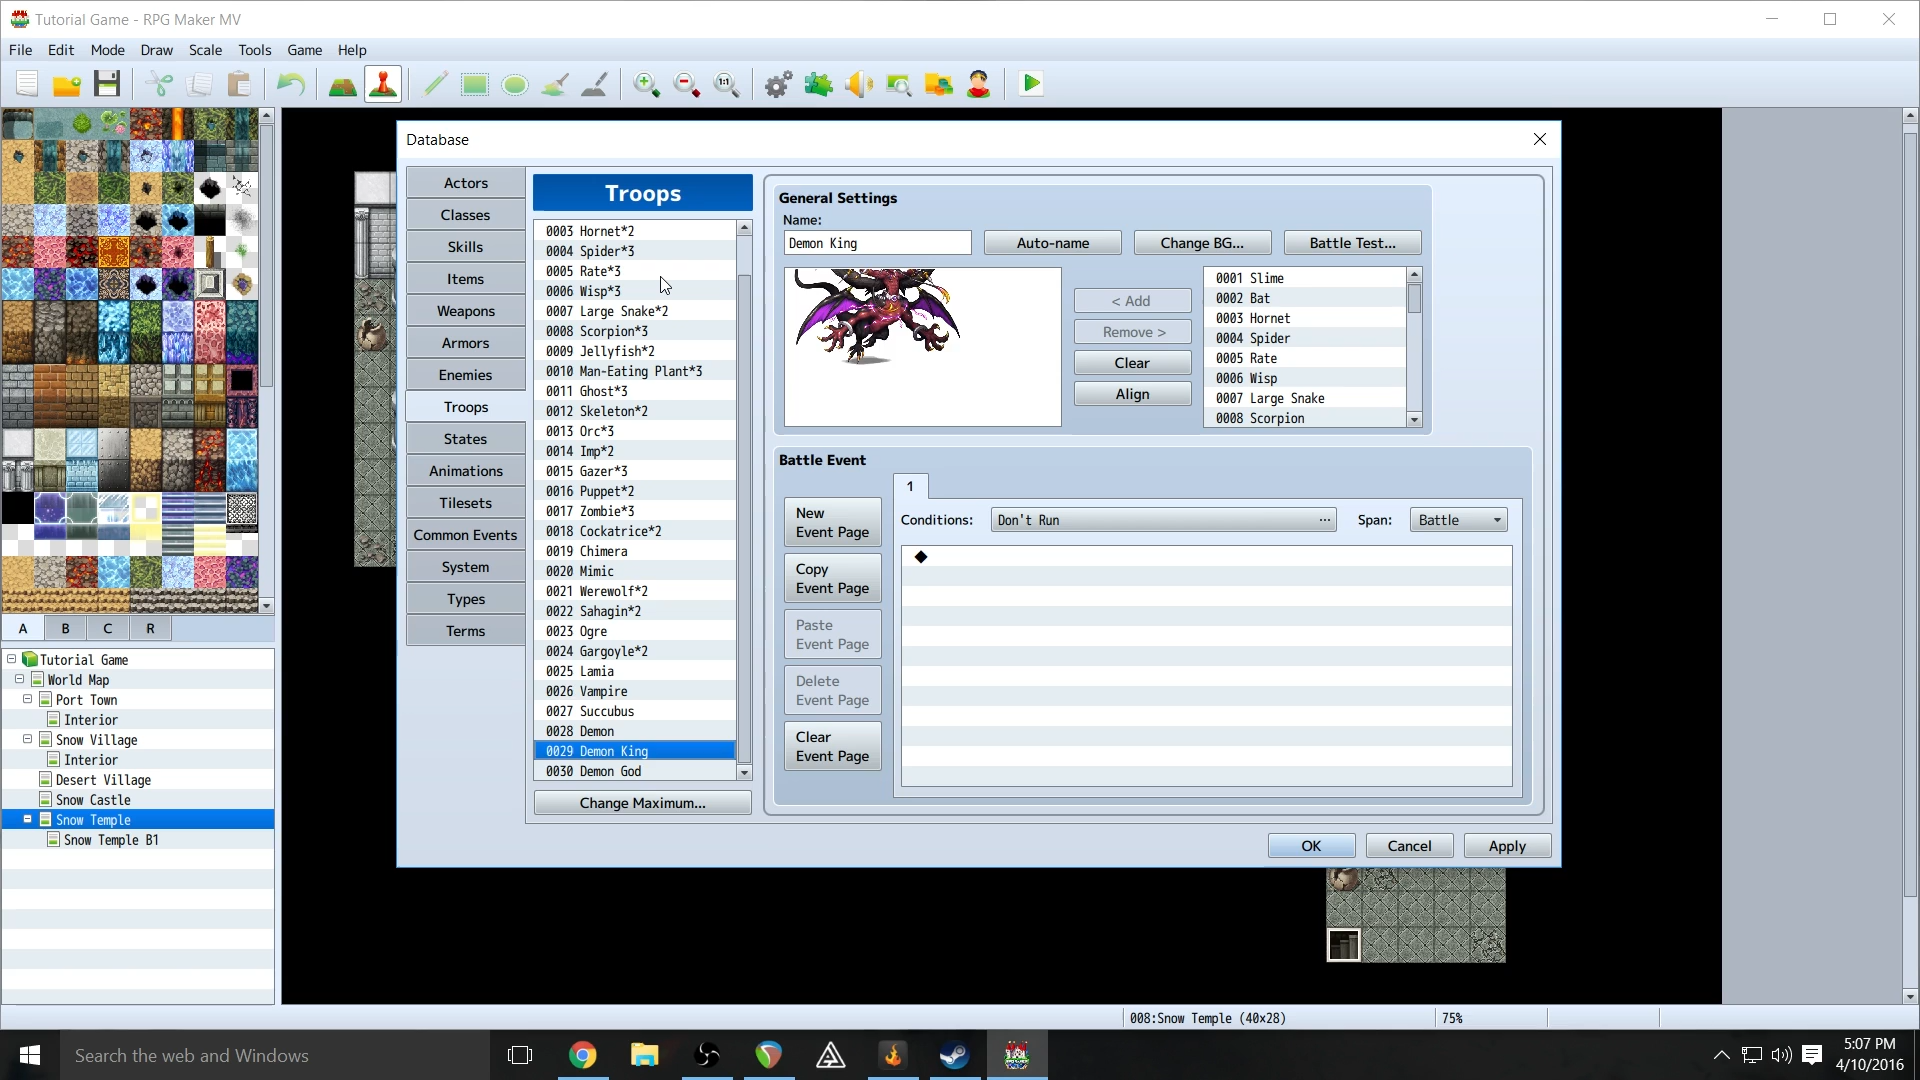 Tutorial Game - RPG Maker MV
File Edit Mode Draw Scale Tools Game Help
1:1
Database
Actors
Classes
Skills
Items
Weapons
Armors
Enemies
Troops
States
Animations
Tilesets
Common Events
System
Types
Terms
Troops
0003 Hornet*2
0004 Spider*3
0005 Rate*3
0006 Wisp*3
0007 Large Snake*2
0008 Scorpion*3
0009 Jellyfish*2
0010 Man-Eating Plant*3
0011 Ghost*3
0012 Skeleton*2
0013 Orc*3
0014 Imp*2
0015 Gazer*3
0016 Puppet*2
0017 Zombie*3
0018 Cockatrice*2
0019 Chimera
0020 Mimic
0021 Werewolf*2
0022 Sahagin*2
0023 Ogre
0024 Gargoyle*2
0025 Lamia
0026 Vampire
0027 Succubus
0028 Demon
0029 Demon King
0030 Demon God
Change Maximum...
General Settings
Name:
Demon King
Auto-name
Change BG...
Battle Test...
< Add
Remove >
Clear
Align
0001 Slime
0002 Bat
0003 Hornet
0004 Spider
0005 Rate
0006 Wisp
0007 Large Snake
0008 Scorpion
Battle Event
1
New
Event Page
Copy
Event Page
Paste
Event Page
Delete
Event Page
Clear
Event Page
Conditions: Don't Run ... Span: Battle
OK Cancel Apply
A B C R
Tutorial Game
World Map
Port Town
Interior
Snow Village
Interior
Desert Village
Snow Castle
Snow Temple
Snow Temple B1
008:Snow Temple (40x28)
75%
Search the web and Windows
5:07 PM
4/10/2016